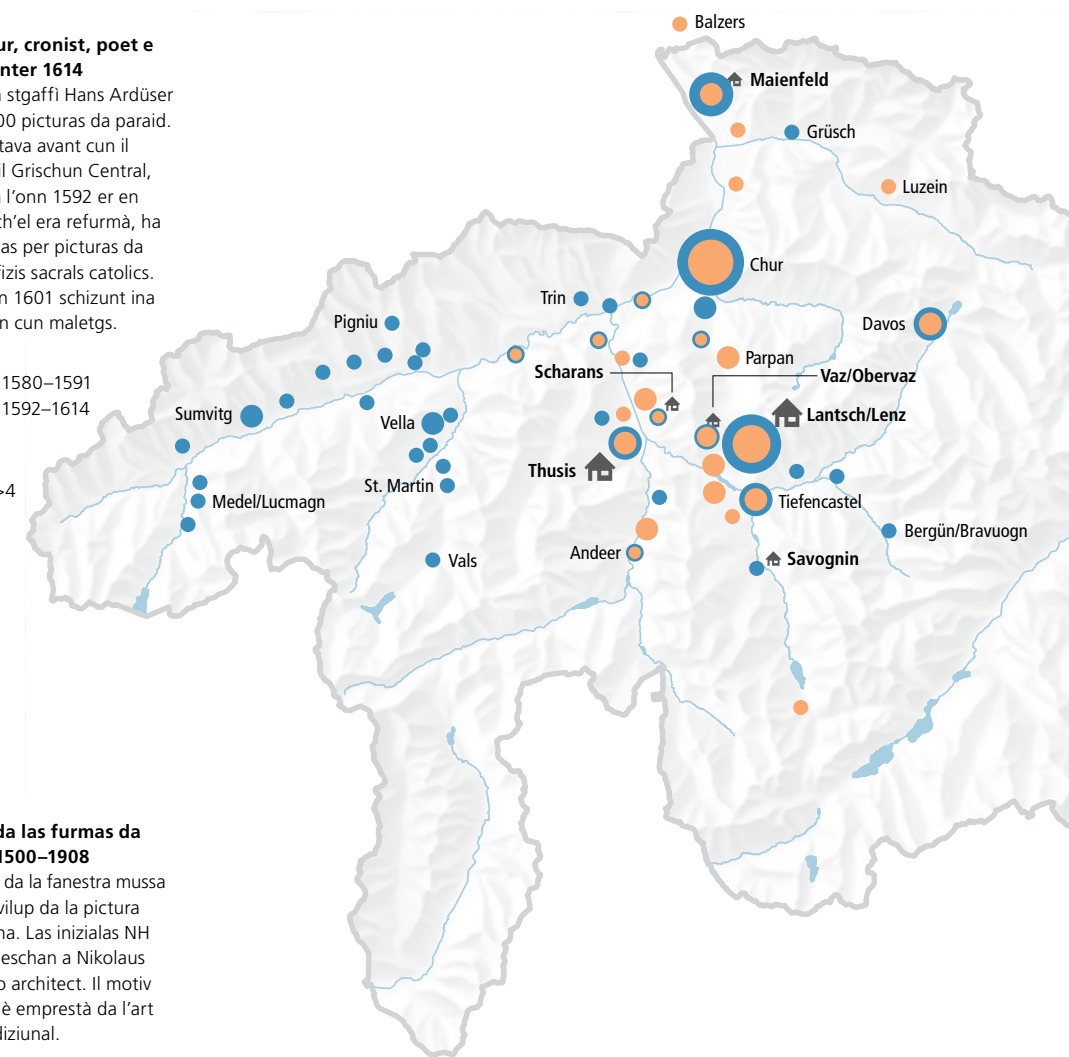 ur, cronist, poet e
nter 1614
stgaffì Hans Ardüser
00 picturas da paraid.
tava avant cun il
il Grischun Central,
l'onn 1592 er en
ch'el era refurmà, ha
as per picturas da
fizis sacrals catolics.
n 1601 schizunt ina
n cun maletgs.
1580–1591
1592–1614
>4
da las furmas da
1500–1908
da la fanestra mussa
vilup da la pictura
na. Las inizialas NH
eschan a Nikolaus
o architect. Il motiv
è emprestà da l'art
diziunal.
Balzers
Maienfeld
Grüsch
Luzein
Chur
Trin
Pigniu
Davos
Parpan
Scharans
Vaz/Obervaz
Sumvitg
Vella
Lantsch/Lenz
Thusis
St. Martin
Medel/Lucmagn
Tiefencastel
Bergün/Bravuogn
Andeer
Vals
Savognin